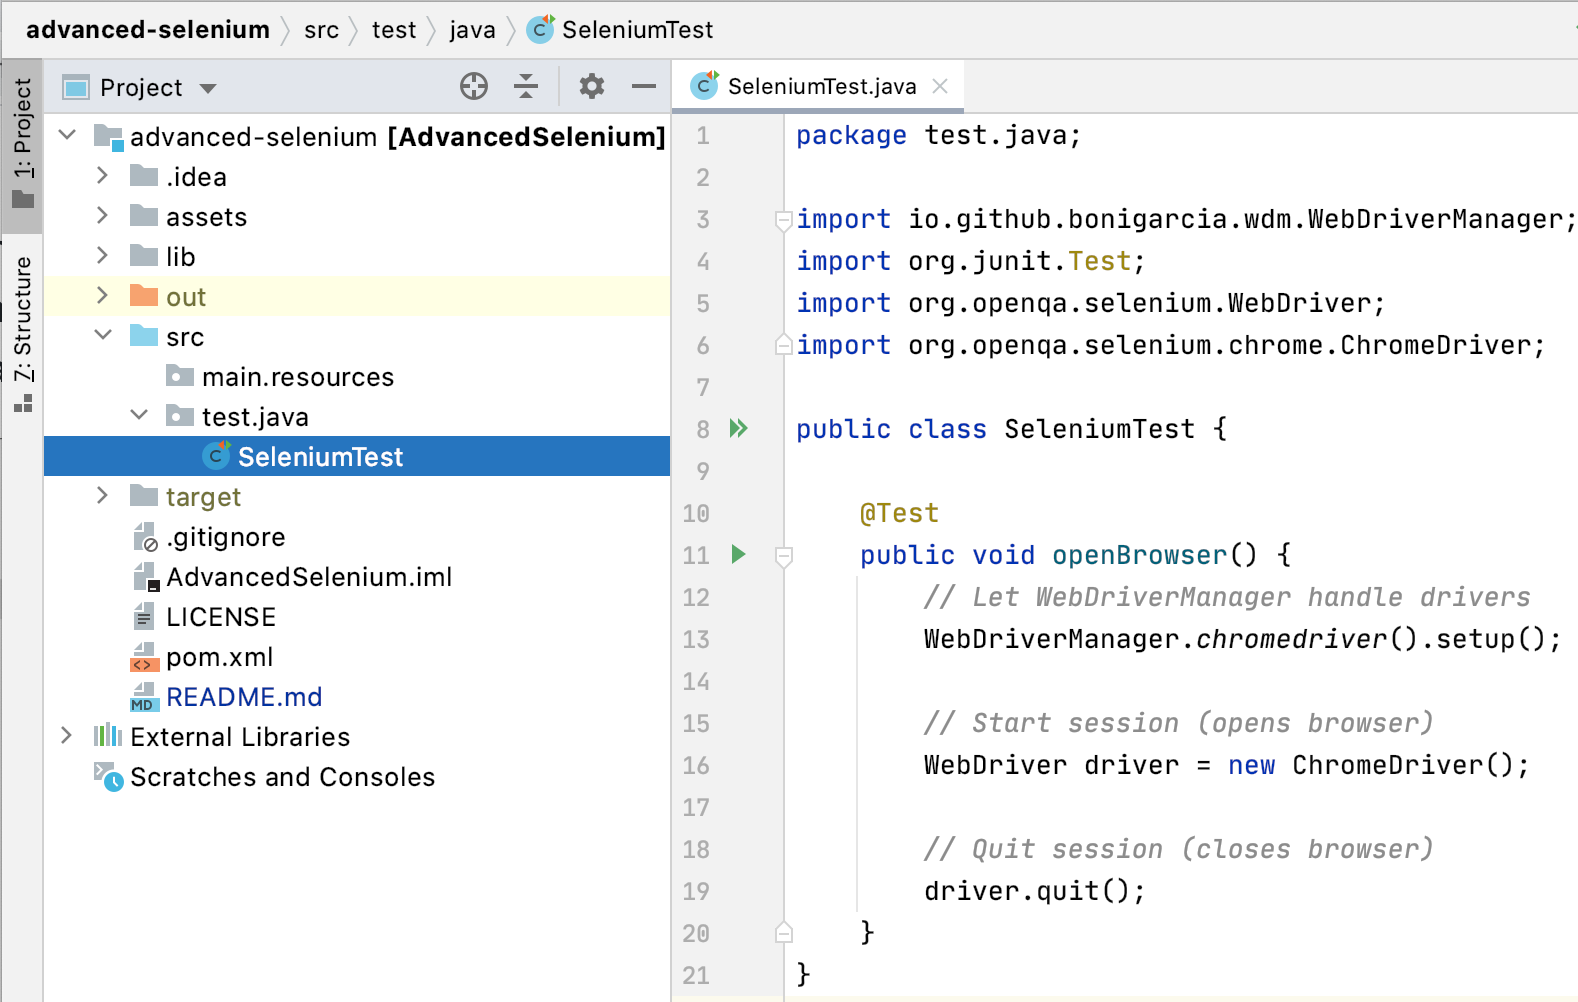 advanced-selenium src test java C SeleniumTest
1: Project
7: Structure
Project
advanced-selenium [AdvancedSelenium]
.idea
assets
lib
out
src
main.resources
test.java
C SeleniumTest
target
.gitignore
AdvancedSelenium.iml
LICENSE
<> pom.xml
MD README.md
External Libraries
Scratches and Consoles
C SeleniumTest.java
1 package test.java;
2
3 import io.github.bonigarcia.wdm.WebDriverManager;
4 import org.junit.Test;
5 import org.openqa.selenium.WebDriver;
6 import org.openqa.selenium.chrome.ChromeDriver;
7
8 public class SeleniumTest {
9
10 @Test
11 public void openBrowser() {
12 // Let WebDriverManager handle drivers
13 WebDriverManager.chromedriver().setup();
14
15 // Start session (opens browser)
16 WebDriver driver = new ChromeDriver();
17
18 // Quit session (closes browser)
19 driver.quit();
20 }
21 }